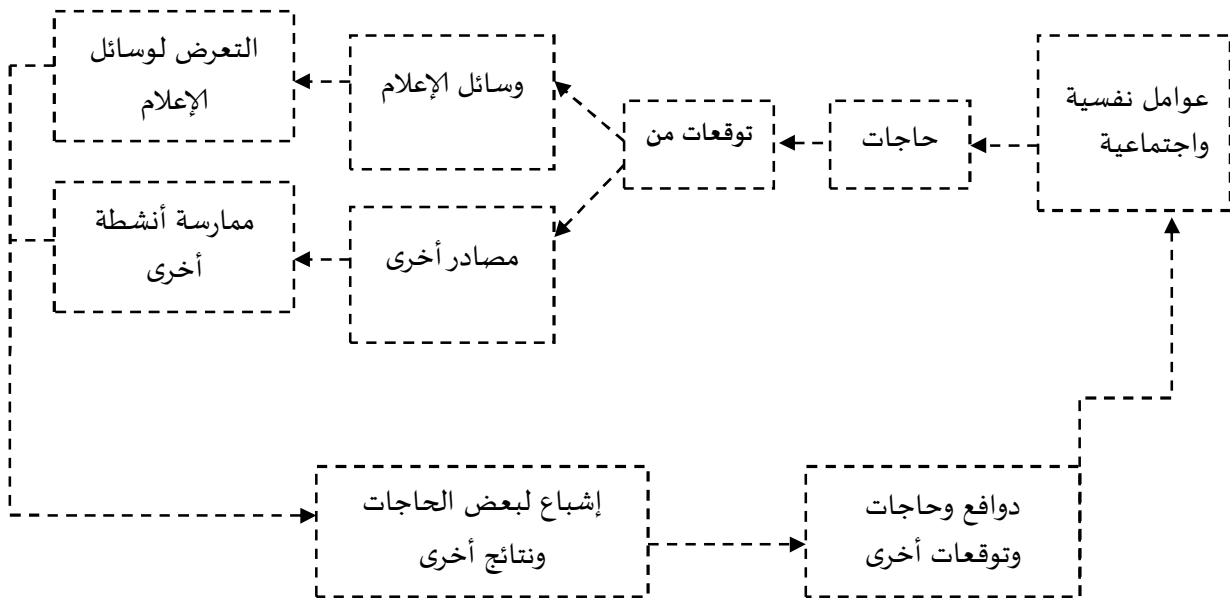 عوامل نفسية
واجتماعية
حاجات
توقعات من
وسائل الإعلام
التعرض لوسائل
الإعلام
مصادر أخرى
ممارسة أنشطة
أخرى
إشباع لبعض الحاجات
ونتائج أخرى
دوافع وحاجات
وتوقعات أخرى